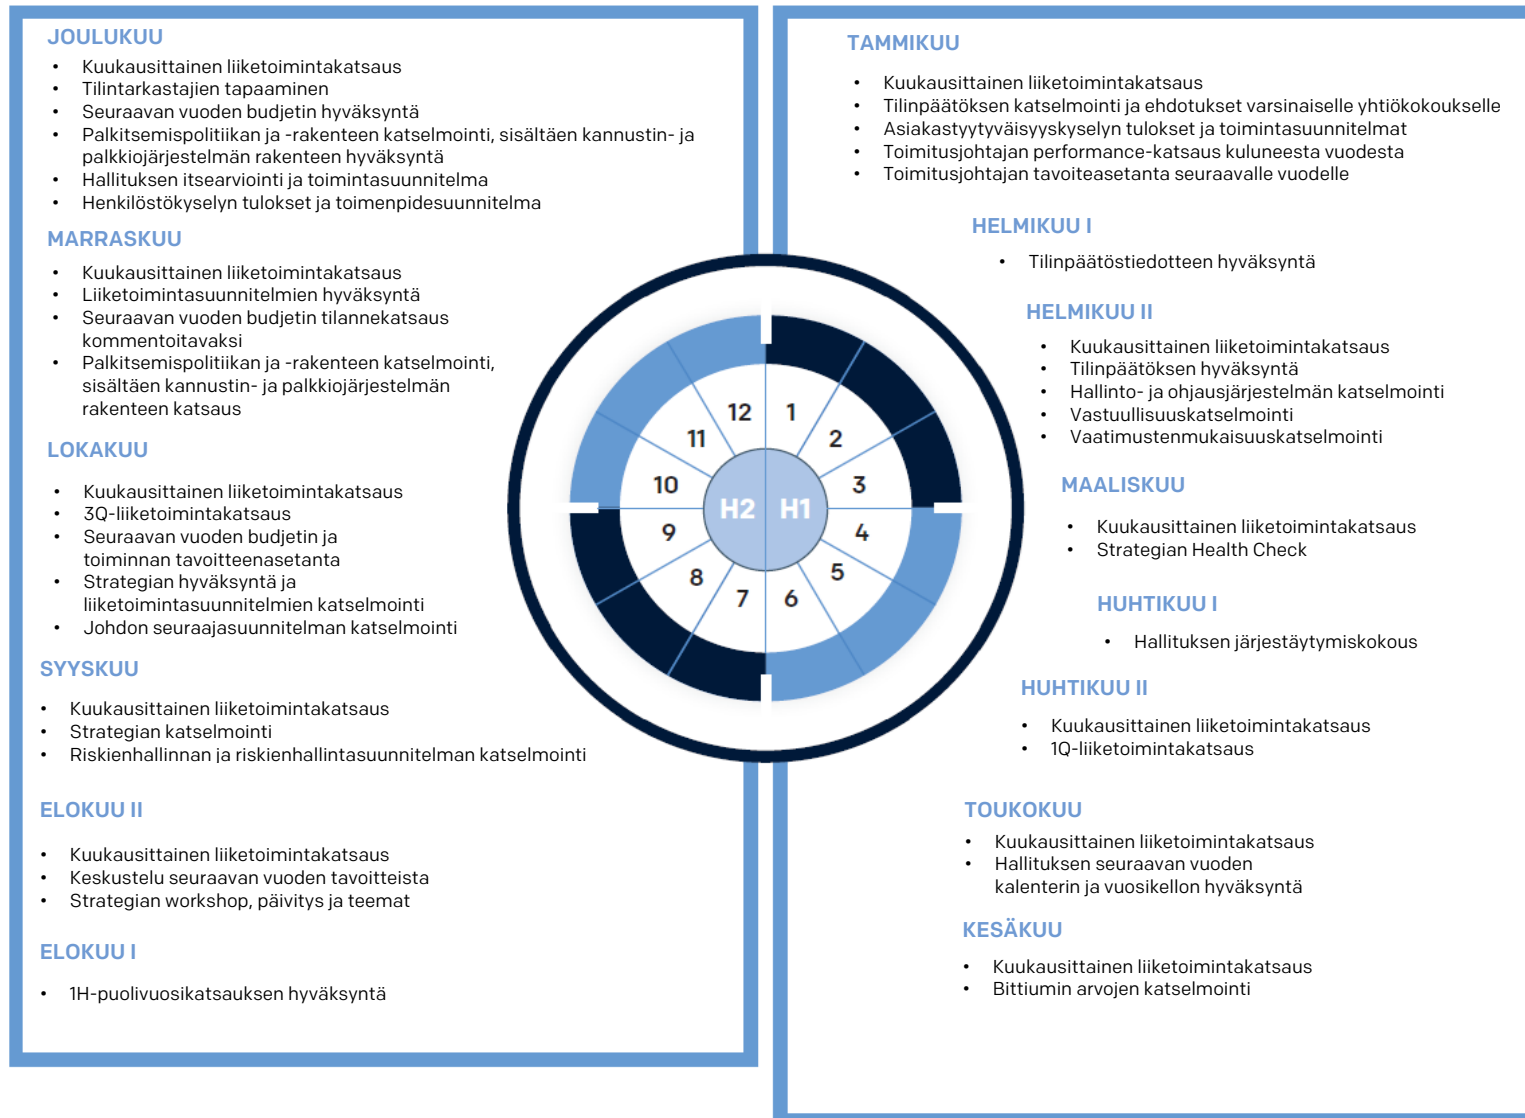 JOULUKUU
• Kuukausittainen liiketoimintakatsaus
• Tilintarkastajien tapaaminen
• Seuraavan vuoden budjetin hyväksyntä
• Palkitsemispolitiikan ja -rakenteen katselmointi, sisältäen kannustin- ja
palkkiojärjestelmän rakenteen hyväksyntä
• Hallituksen itsearviointi ja toimintasuunnitelma
• Henkilöstökyselyn tulokset ja toimenpidesuunnitelma
MARRASKUU
• Kuukausittainen liiketoimintakatsaus
• Liiketoimintasuunnitelmien hyväksyntä
• Seuraavan vuoden budjetin tilannekatsaus
kommentoitavaksi
• Palkitsemispolitiikan ja -rakenteen katselmointi,
sisältäen kannustin- ja palkkiojärjestelmän
rakenteen katsaus
LOKAKUU
• Kuukausittainen liiketoimintakatsaus
• 3Q-liiketoimintakatsaus
• Seuraavan vuoden budjetin ja
toiminnan tavoitteenasetanta
• Strategian hyväksyntä ja
liiketoimintasuunnitelmien katselmointi
• Johdon seuraajasuunnitelman katselmointi
SYYSKUU
• Kuukausittainen liiketoimintakatsaus
• Strategian katselmointi
• Riskienhallinnan ja riskienhallintasuunnitelman katselmointi
ELOKUU II
• Kuukausittainen liiketoimintakatsaus
• Keskustelu seuraavan vuoden tavoitteista
• Strategian workshop, päivitys ja teemat
ELOKUU I
• 1H-puolivuosikatsauksen hyväksyntä
12 1
11 2
10 3
H2 H1
9 4
8 5
7 6
TAMMIKUU
• Kuukausittainen liiketoimintakatsaus
• Tilinpäätöksen katselmointi ja ehdotukset varsinaiselle yhtiökokoukselle
• Asiakastyytyväisyyskyselyn tulokset ja toimintasuunnitelmat
• Toimitusjohtajan performance-katsaus kuluneesta vuodesta
• Toimitusjohtajan tavoiteasetanta seuraavalle vuodelle
HELMIKUU I
• Tilinpäätöstiedotteen hyväksyntä
HELMIKUU II
• Kuukausittainen liiketoimintakatsaus
• Tilinpäätöksen hyväksyntä
• Hallinto- ja ohjausjärjestelmän katselmointi
• Vastuullisuuskatselmointi
• Vaatimustenmukaisuuskatselmointi
MAALISKUU
• Kuukausittainen liiketoimintakatsaus
• Strategian Health Check
HUHTIKUU I
• Hallituksen järjestäytymiskokous
HUHTIKUU II
• Kuukausittainen liiketoimintakatsaus
• 1Q-liiketoimintakatsaus
TOUKOKUU
• Kuukausittainen liiketoimintakatsaus
• Hallituksen seuraavan vuoden
kalenterin ja vuosikellon hyväksyntä
KESÄKUU
• Kuukausittainen liiketoimintakatsaus
• Bittiumin arvojen katselmointi